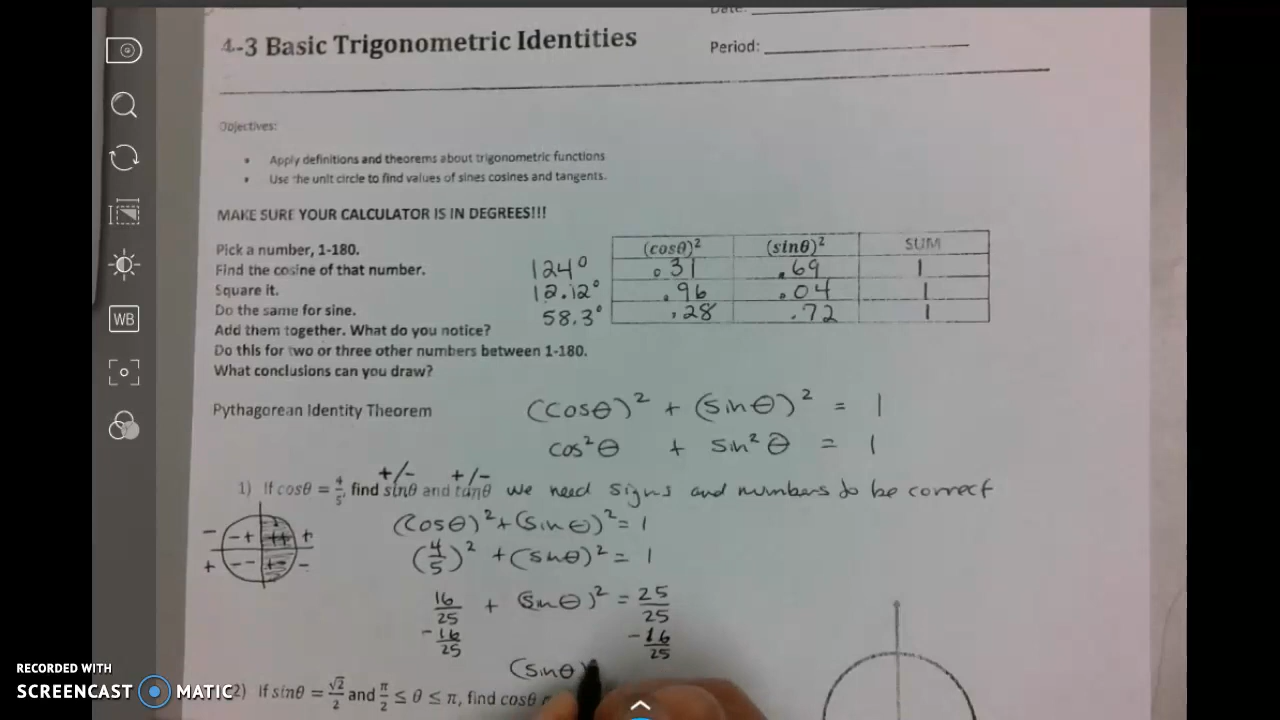 4-3 Basic Trigonometric Identities
Date:
Period:
Objectives:
• Apply definitions and theorems about trigonometric functions
• Use the unit circle to find values of sines cosines and tangents.
MAKE SURE YOUR CALCULATOR IS IN DEGREES!!!
Pick a number, 1-180.
Find the cosine of that number.
Square it.
Do the same for sine.
Add them together. What do you notice?
Do this for two or three other numbers between 1-180.
What conclusions can you draw?
(cosθ)² (sinθ)² SUM
124° .31 .69 1
12.12° .96 .04 1
58.3° .28 .72 1
Pythagorean Identity Theorem
(cosθ)² + (sinθ)² = 1
cos²θ + sin²θ = 1
+/- +/-
1) If cosθ = 4/5, find sinθ and tanθ we need signs and numbers to be correct
- -+ ++ +
+ -- +- -
(cosθ)² + (sinθ)² = 1
(4/5)² + (sinθ)² = 1
16/25 + (sinθ)² = 25/25
-16/25 -16/25
(sinθ)
2) If sinθ = √2/2 and π/2 ≤ θ ≤ π, find cosθ
WB
RECORDED WITH
SCREENCAST MATIC